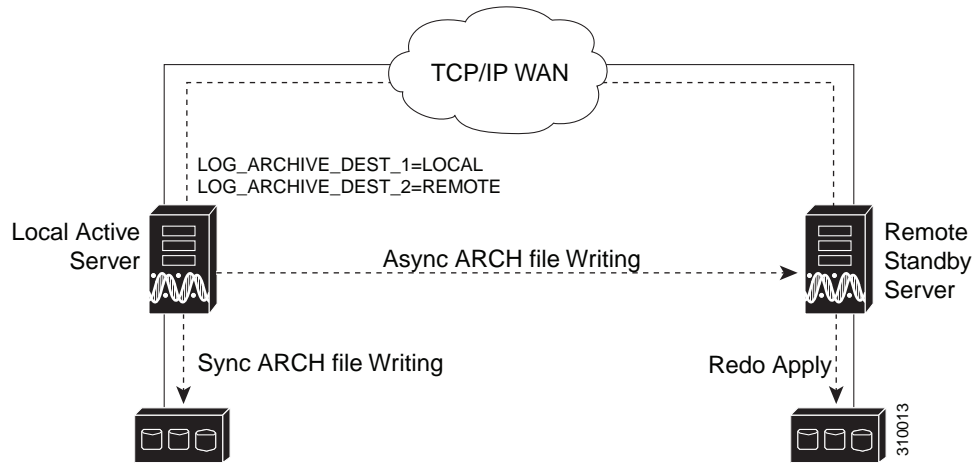 TCP/IP WAN
LOG_ARCHIVE_DEST_1=LOCAL
LOG_ARCHIVE_DEST_2=REMOTE
Local Active
Server
Async ARCH file Writing
Remote
Standby
Server
Sync ARCH file Writing
Redo Apply
310013